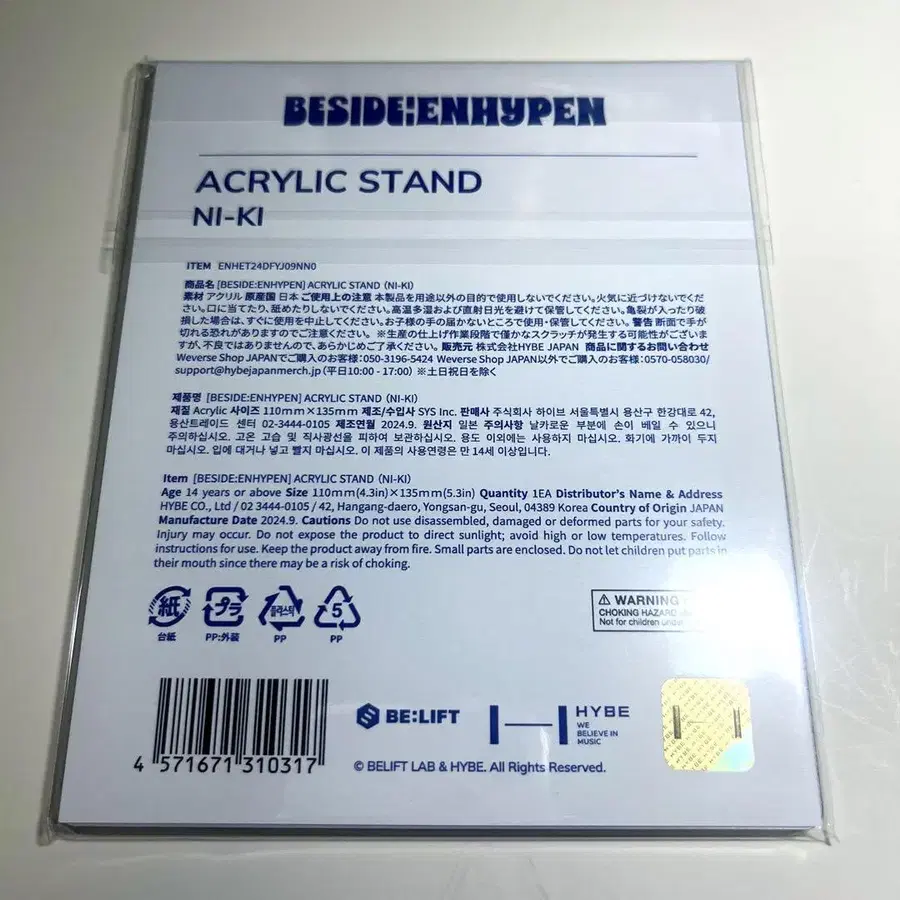 BESIDE:ENHYPEN
ACRYLIC STAND
NI-KI
ITEM ENHET24DFYJ09NN0
商品名 [BESIDE:ENHYPEN] ACRYLIC STAND (NI-KI)
素材 アクリル 原産国 日本 ご使用上の注意 本製品を用途以外の目的で使用しないでください。火気に近づけないでくだ
さい。口に当てたり、舐めたりしないでください。高温多湿および直射日光を避けて保管してください。亀裂が入ったり破
損した場合は、すぐに使用を中止してください。お子様の手の届かないところで使用・保管してください。警告 断面で手が
切れる恐れがありますのでご注意ください。 ※生産の仕上げ作業段階で僅かなスクラッチが発生する可能性がございま
すが、不良ではありませんので、あらかじめご了承ください。販売元 株式会社HYBE JAPAN 商品に関するお問い合わせ
Weverse Shop JAPANでご購入のお客様:050-3196-5424 Weverse Shop JAPAN以外でご購入のお客様:0570-058030/
support@hybejapanmerch.jp (平日10:00 - 17:00) ※土日祝日を除く
제품명 [BESIDE:ENHYPEN] ACRYLIC STAND (NI-KI)
재질 Acrylic 사이즈 110mm×135mm 제조/수입사 SYS Inc. 판매사 주식회사 하이브 서울특별시 용산구 한강대로 42,
용산트레이드 센터 02-3444-0105 제조연월 2024.9. 원산지 일본 주의사항 날카로운 부분에 손이 베일 수 있으니
주의하십시오. 고온 고습 및 직사광선을 피하여 보관하십시오. 용도 이외에는 사용하지 마십시오. 화기에 가까이 두지
마십시오. 입에 대거나 넣고 빨지 마십시오. 이 제품의 사용연령은 만 14세 이상입니다.
Item [BESIDE:ENHYPEN] ACRYLIC STAND (NI-KI)
Age 14 years or above Size 110mm(4.3in)×135mm(5.3in) Quantity 1EA Distributor's Name & Address
HYBE CO., Ltd / 02 3444-0105 / 42, Hangang-daero, Yongsan-gu, Seoul, 04389 Korea Country of Origin JAPAN
Manufacture Date 2024.9. Cautions Do not use disassembled, damaged or deformed parts for your safety.
Injury may occur. Do not expose the product to direct sunlight; avoid high or low temperatures. Follow
instructions for use. Keep the product away from fire. Small parts are enclosed. Do not let children put parts in
their mouth since there may be a risk of choking.
紙 プラ 플라스틱 5
台紙 PP:外装 PP PP
WARNING
CHOKING HAZARD
Not for children under
4 571671 310317
BE:LIFT
HYBE
WE
BELIEVE IN
MUSIC
© BELIFT LAB & HYBE. All Rights Reserved.